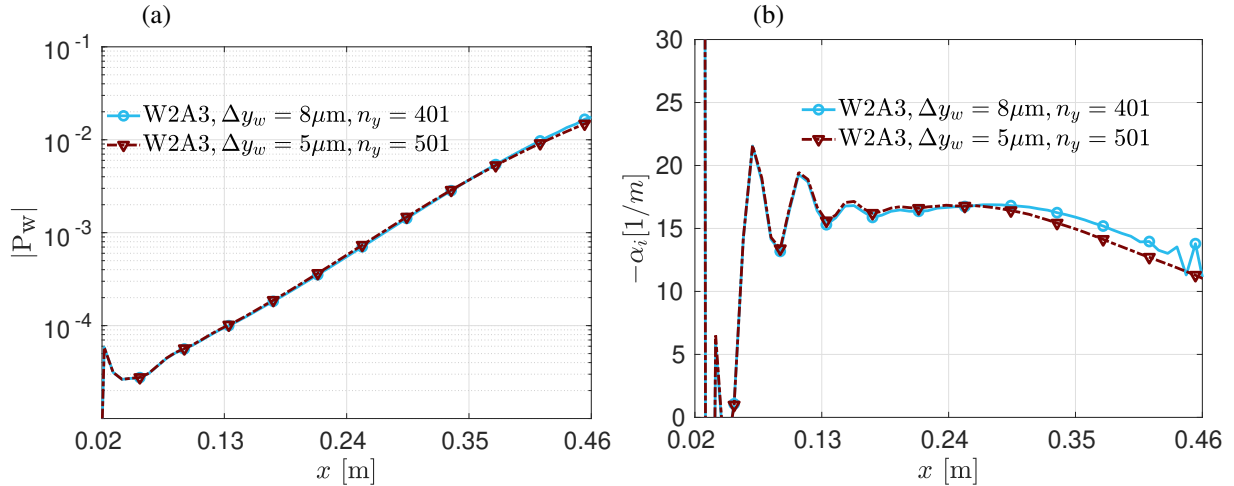 (a)
10^-1
10^-2
10^-3
10^-4
|P_W|
W2A3, Δy_w = 8μm, n_y = 401
W2A3, Δy_w = 5μm, n_y = 501
0.02 0.13 0.24 0.35 0.46
x [m]
(b)
30
25
20
15
10
5
0
−α_i[1/m]
W2A3, Δy_w = 8μm, n_y = 401
W2A3, Δy_w = 5μm, n_y = 501
0.02 0.13 0.24 0.35 0.46
x [m]